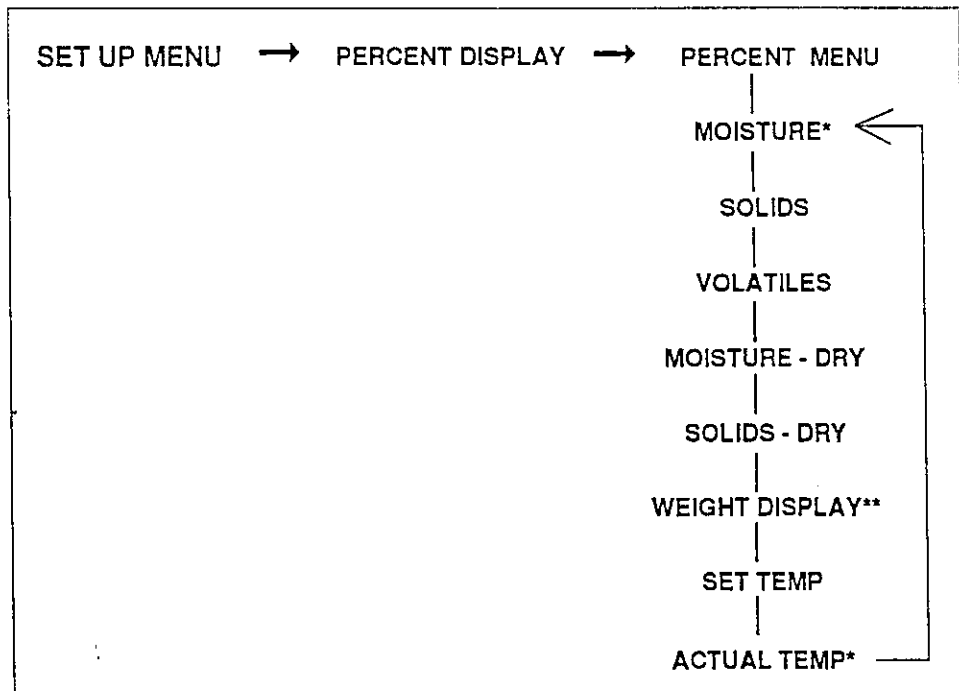 SET UP MENU → PERCENT DISPLAY → PERCENT MENU
MOISTURE*
SOLIDS
VOLATILES
MOISTURE - DRY
SOLIDS - DRY
WEIGHT DISPLAY**
SET TEMP
ACTUAL TEMP*